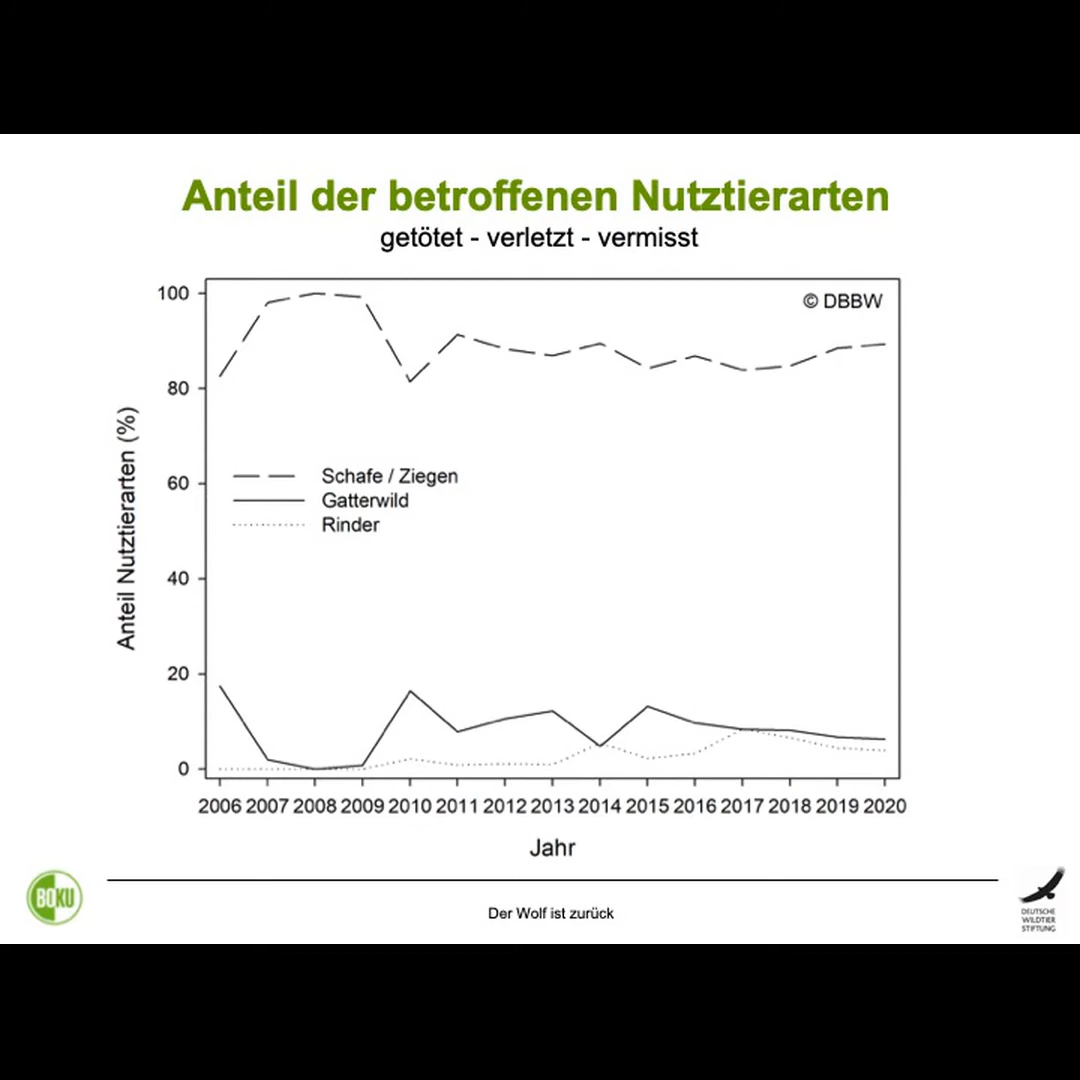 Anteil der betroffenen Nutztierarten
getötet - verletzt - vermisst
© DBBW
Anteil Nutztierarten (%)
100
80
60
40
20
0
Schafe / Ziegen
Gatterwild
Rinder
2006 2007 2008 2009 2010 2011 2012 2013 2014 2015 2016 2017 2018 2019 2020
Jahr
BOKU
Der Wolf ist zurück
DEUTSCHE
WILDTIER
STIFTUNG